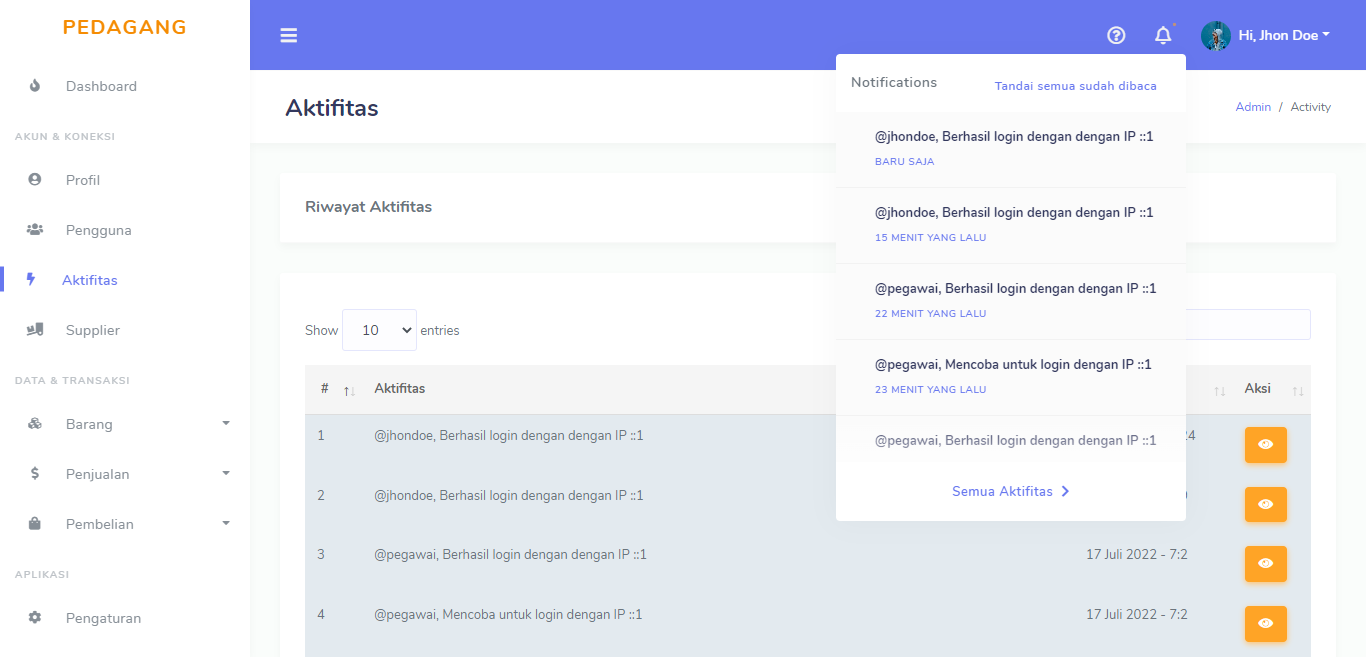 PEDAGANG
Dashboard
AKUN & KONEKSI
Profil
Pengguna
Aktifitas
Supplier
DATA & TRANSAKSI
Barang
Penjualan
Pembelian
APLIKASI
Pengaturan
Hi, Jhon Doe
Aktifitas
Admin / Activity
Riwayat Aktifitas
Show 10 entries
# Aktifitas Aksi
1 @jhondoe, Berhasil login dengan dengan IP ::1
2 @jhondoe, Berhasil login dengan dengan IP ::1
3 @pegawai, Berhasil login dengan dengan IP ::1 17 Juli 2022 - 7:2
4 @pegawai, Mencoba untuk login dengan IP ::1 17 Juli 2022 - 7:2
Notifications Tandai semua sudah dibaca
@jhondoe, Berhasil login dengan dengan IP ::1
BARU SAJA
@jhondoe, Berhasil login dengan dengan IP ::1
15 MENIT YANG LALU
@pegawai, Berhasil login dengan dengan IP ::1
22 MENIT YANG LALU
@pegawai, Mencoba untuk login dengan IP ::1
23 MENIT YANG LALU
@pegawai, Berhasil login dengan dengan IP ::1
Semua Aktifitas